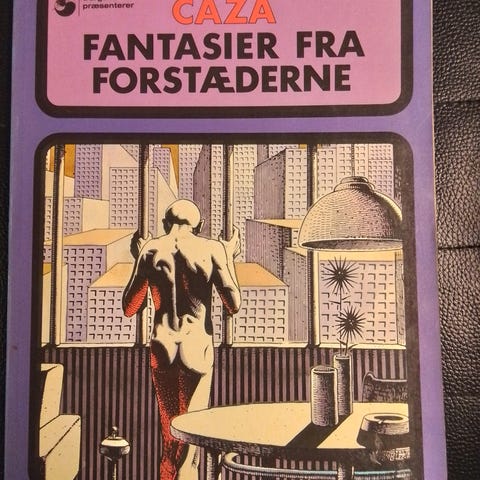 præsenterer
CAZA
FANTASIER FRA
FORSTÆDERNE